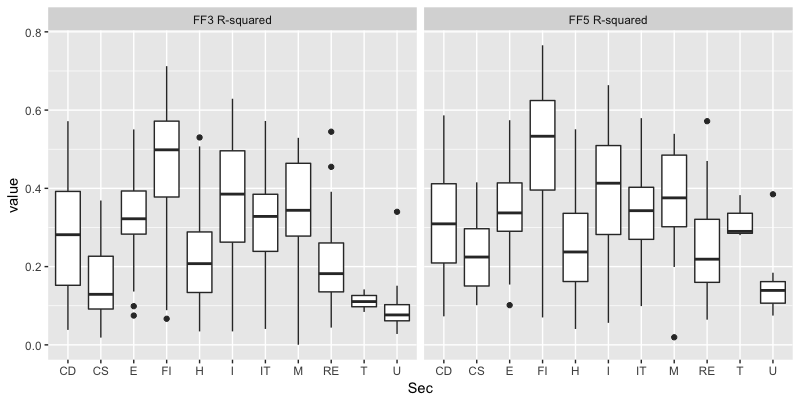 FF3 R-squared
FF5 R-squared
value
0.8
0.6
0.4
0.2
0.0
CD CS E FI H I IT M RE T U
CD CS E FI H I IT M RE T U
Sec